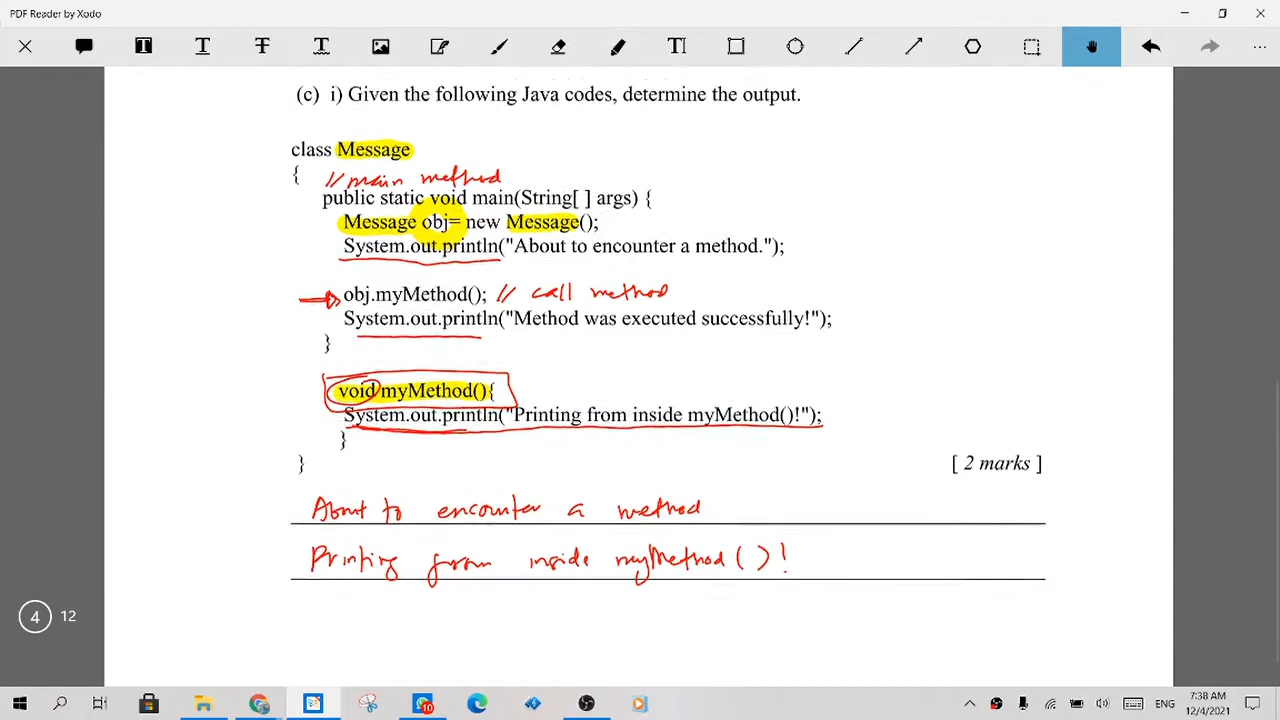 PDF Reader by Xodo
(c) i) Given the following Java codes, determine the output.
class Message
{ //main method
public static void main(String[ ] args) {
Message obj= new Message();
System.out.println("About to encounter a method.");
obj.myMethod(); // call method
System.out.println("Method was executed successfully!");
}
void myMethod(){
System.out.println("Printing from inside myMethod()!");
}
} [ 2 marks ]
About to encounter a method
Printing from inside myMethod()!
4 12
10
ENG
7:38 AM
12/4/2021